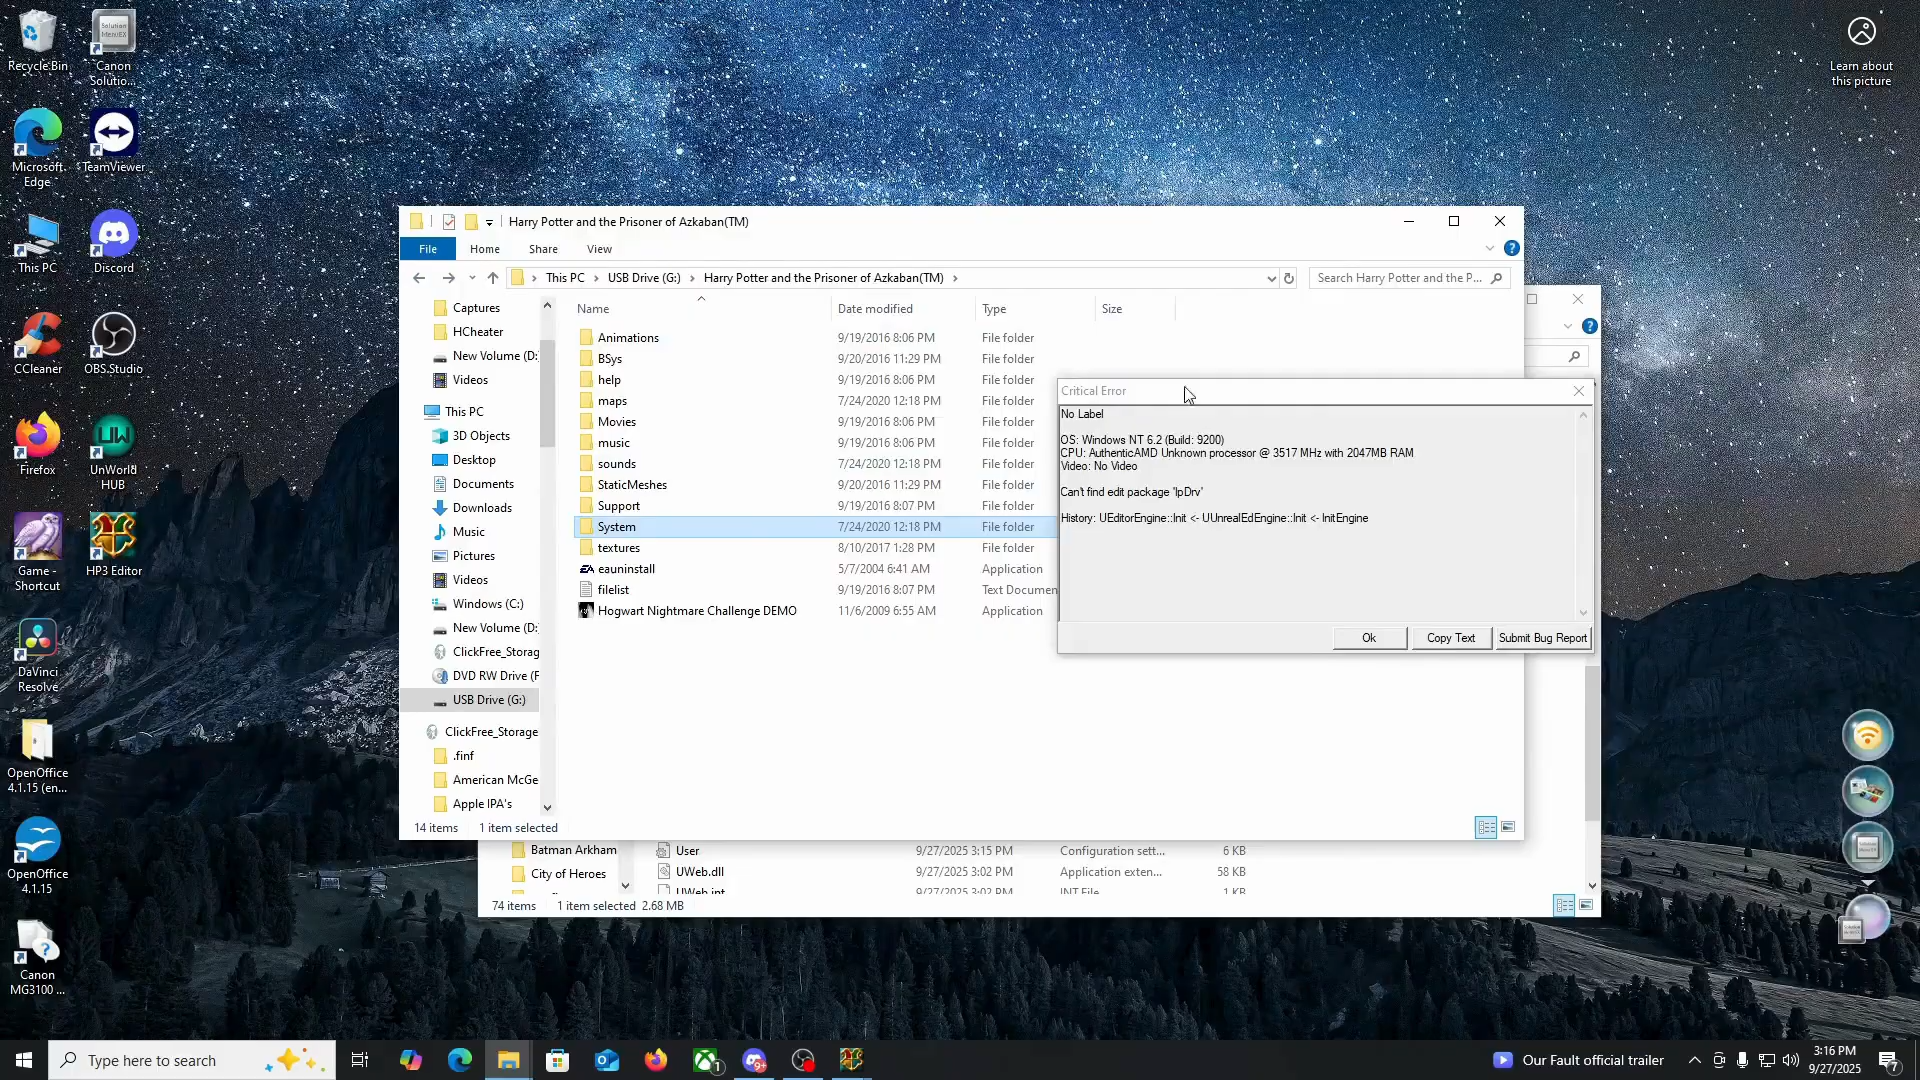 Recycle Bin
Canon
Solutio...
Solution
MenuEX
Microsoft
Edge
TeamViewer
This PC
Discord
CCleaner
OBS Studio
Firefox
UnWorld
HUB
Game -
Shortcut
HP3 Editor
DaVinci
Resolve
OpenOffice
4.1.15 (en...
OpenOffice
4.1.15
Canon
MG3100 ...
Learn about
this picture
Harry Potter and the Prisoner of Azkaban(TM)
File Home Share View
This PC USB Drive (G:) Harry Potter and the Prisoner of Azkaban(TM)
Search Harry Potter and the P...
Captures
HCheater
New Volume (D:
Videos
This PC
3D Objects
Desktop
Documents
Downloads
Music
Pictures
Videos
Windows (C:)
New Volume (D:
ClickFree_Storag
DVD RW Drive (F
USB Drive (G:)
ClickFree_Storage
.finf
American McGe
Apple IPA's
Name Date modified Type Size
Animations 9/19/2016 8:06 PM File folder
BSys 9/20/2016 11:29 PM File folder
help 9/19/2016 8:06 PM File folder
maps 7/24/2020 12:18 PM File folder
Movies 9/19/2016 8:06 PM File folder
music 9/19/2016 8:06 PM File folder
sounds 7/24/2020 12:18 PM File folder
StaticMeshes 9/20/2016 11:29 PM File folder
Support 9/19/2016 8:07 PM File folder
System 7/24/2020 12:18 PM File folder
textures 8/10/2017 1:28 PM File folder
eauninstall 5/7/2004 6:41 AM Application
filelist 9/19/2016 8:07 PM Text Documen
Hogwart Nightmare Challenge DEMO 11/6/2009 6:55 AM Application
14 items 1 item selected
Critical Error
No Label
OS: Windows NT 6.2 (Build: 9200)
CPU: AuthenticAMD Unknown processor @ 3517 MHz with 2047MB RAM
Video: No Video
Can't find edit package 'IpDrv'
History: UEditorEngine::Init <- UUnrealEdEngine::Init <- InitEngine
Ok Copy Text Submit Bug Report
Batman Arkham
City of Heroes
User 9/27/2025 3:15 PM Configuration sett... 6 KB
UWeb.dll 9/27/2025 3:02 PM Application exten... 58 KB
UWeb.int 9/27/2025 3:02 PM INT File 1 KB
74 items 1 item selected 2.68 MB
Type here to search
Our Fault official trailer
3:16 PM
9/27/2025